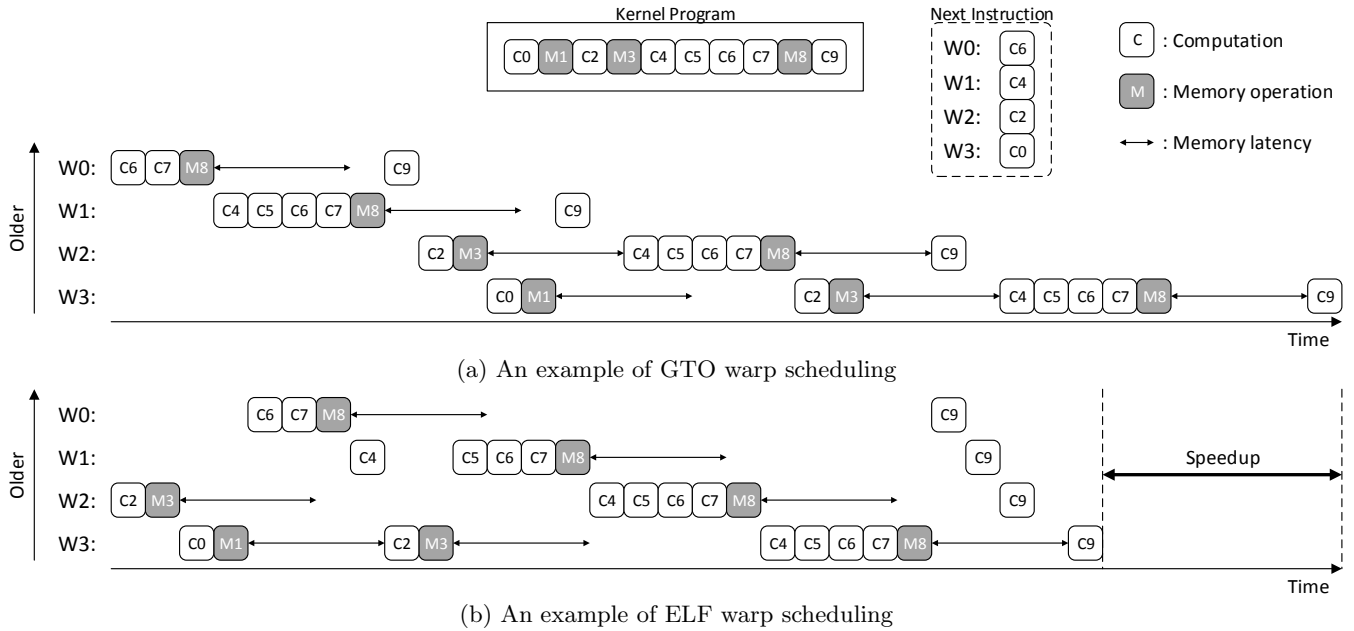 Kernel Program
C0 M1 C2 M3 C4 C5 C6 C7 M8 C9
Next Instruction
W0: C6
W1: C4
W2: C2
W3: C0
C : Computation
M : Memory operation
: Memory latency
Older
W0: C6 C7 M8 C9
W1: C4 C5 C6 C7 M8 C9
W2: C2 M3 C4 C5 C6 C7 M8 C9
W3: C0 M1 C2 M3 C4 C5 C6 C7 M8 C9
Time
(a) An example of GTO warp scheduling
Older
W0: C6 C7 M8 C9
W1: C4 C5 C6 C7 M8 C9
Speedup
W2: C2 M3 C4 C5 C6 C7 M8 C9
W3: C0 M1 C2 M3 C4 C5 C6 C7 M8 C9
Time
(b) An example of ELF warp scheduling